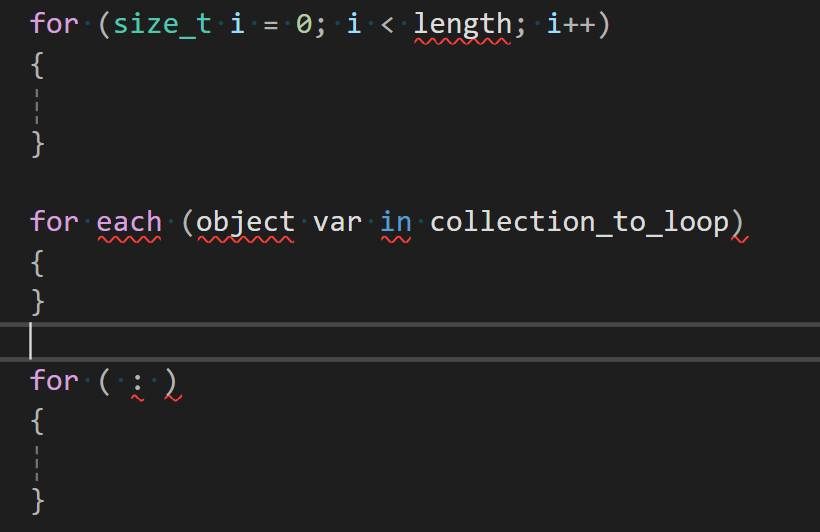 for (size_t i = 0; i < length; i++)
{
}
for each (object var in collection_to_loop)
{
}
for ( : )
{
}